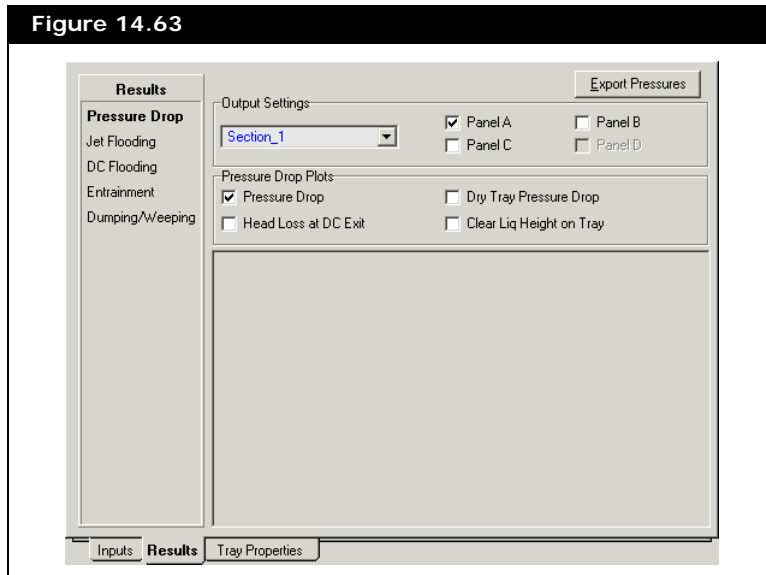 Figure 14.63
Results
Pressure Drop
Jet Flooding
DC Flooding
Entrainment
Dumping/Weeping
Export Pressures
Output Settings
Section_1
Panel A
Panel B
Panel C
Panel D
Pressure Drop Plots
Pressure Drop
Dry Tray Pressure Drop
Head Loss at DC Exit
Clear Liq Height on Tray
Inputs
Results
Tray Properties